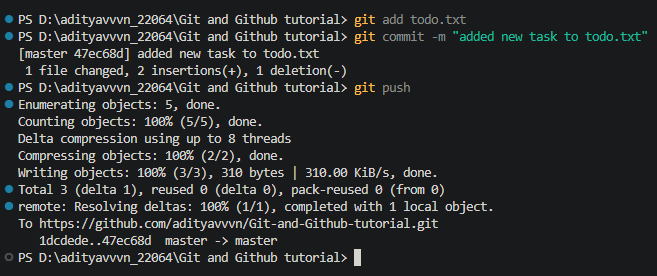 PS D:\adityavvvn_22064\Git and Github tutorial> git add todo.txt
PS D:\adityavvvn_22064\Git and Github tutorial> git commit -m "added new task to todo.txt"
[master 47ec68d] added new task to todo.txt
 1 file changed, 2 insertions(+), 1 deletion(-)
PS D:\adityavvvn_22064\Git and Github tutorial> git push
Enumerating objects: 5, done.
Counting objects: 100% (5/5), done.
Delta compression using up to 8 threads
Compressing objects: 100% (2/2), done.
Writing objects: 100% (3/3), 310 bytes | 310.00 KiB/s, done.
Total 3 (delta 1), reused 0 (delta 0), pack-reused 0 (from 0)
remote: Resolving deltas: 100% (1/1), completed with 1 local object.
To https://github.com/adityavvvn/Git-and-Github-tutorial.git
   1dcdede..47ec68d  master -> master
PS D:\adityavvvn_22064\Git and Github tutorial>